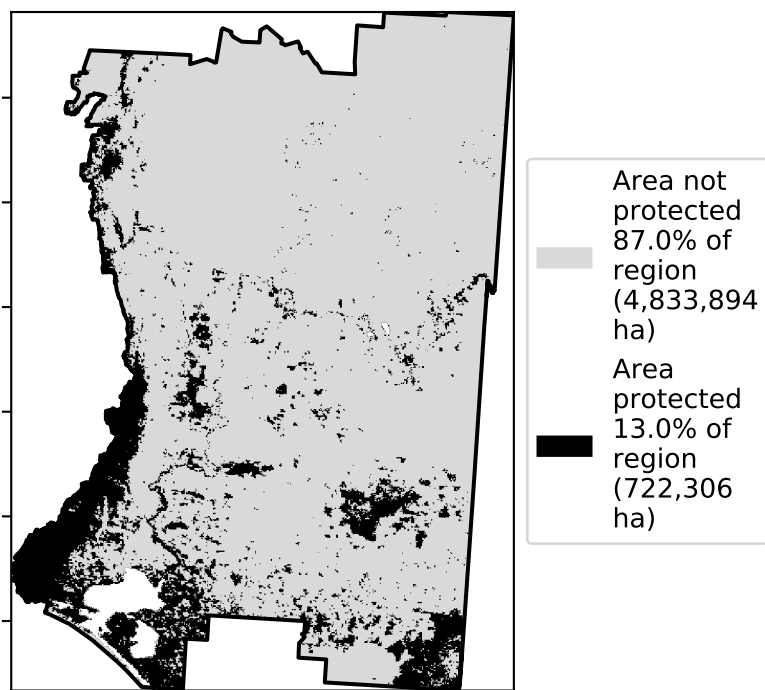 Area not
protected
87.0% of
region
(4,833,894
ha)
Area
protected
13.0% of
region
(722,306
ha)